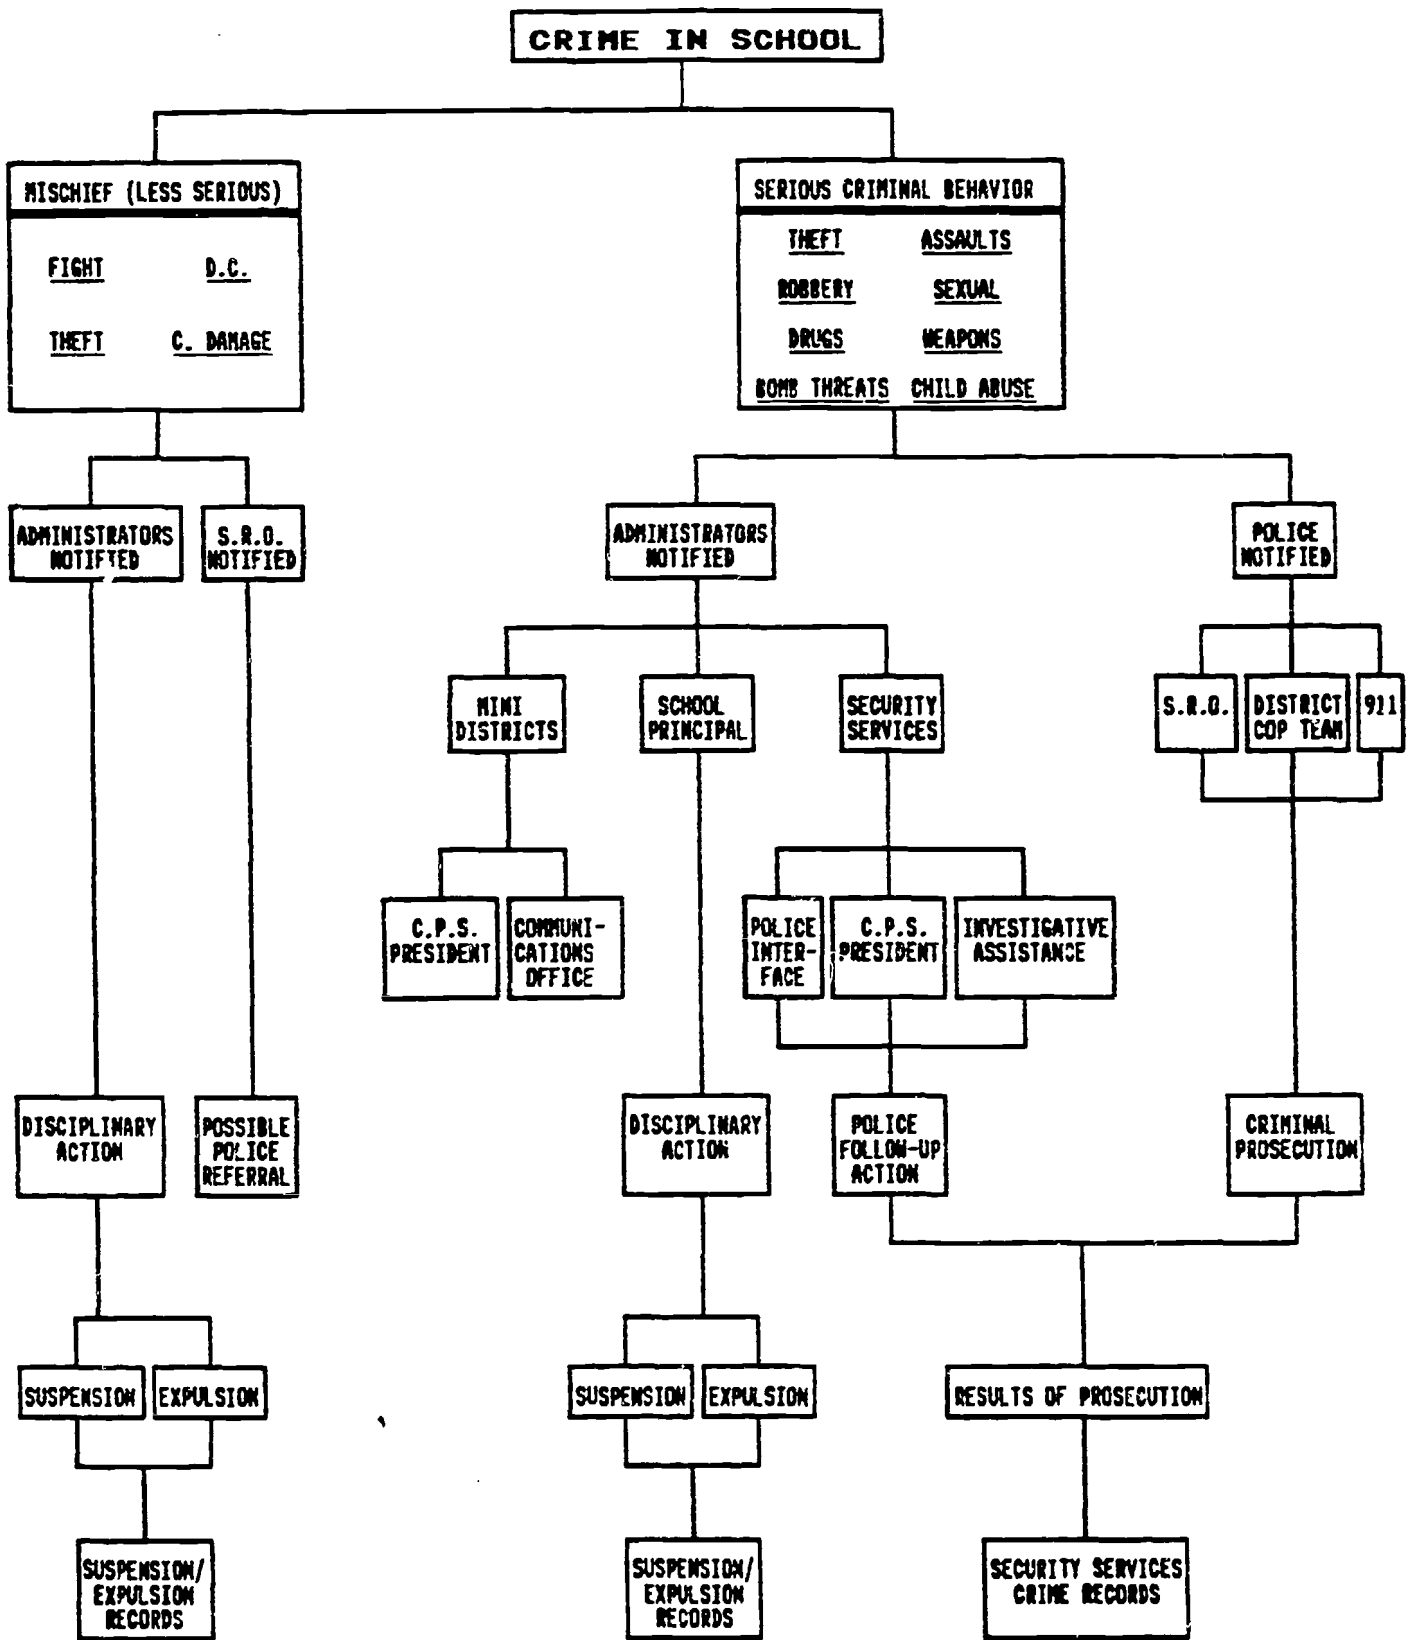 CRIME IN SCHOOL
MISCHIEF (LESS SERIOUS)
FIGHT D.C.
THEFT C. DAMAGE
SERIOUS CRIMINAL BEHAVIOR
THEFT ASSAULTS
ROBBERY SEXUAL
DRUGS WEAPONS
BOMB THREATS CHILD ABUSE
ADMINISTRATORS
NOTIFIED
S.R.O.
NOTIFIED
ADMINISTRATORS
NOTIFIED
POLICE
NOTIFIED
MINI
DISTRICTS
SCHOOL
PRINCIPAL
SECURITY
SERVICES
S.R.O.
DISTRICT
COP TEAM
911
C.P.S.
PRESIDENT
COMMUNI-
CATIONS
OFFICE
POLICE
INTER-
FACE
C.P.S.
PRESIDENT
INVESTIGATIVE
ASSISTANCE
DISCIPLINARY
ACTION
POSSIBLE
POLICE
REFERRAL
DISCIPLINARY
ACTION
POLICE
FOLLOW-UP
ACTION
CRIMINAL
PROSECUTION
SUSPENSION
EXPULSION
SUSPENSION
EXPULSION
RESULTS OF PROSECUTION
SUSPENSION/
EXPULSION
RECORDS
SUSPENSION/
EXPULSION
RECORDS
SECURITY SERVICES
CRIME RECORDS